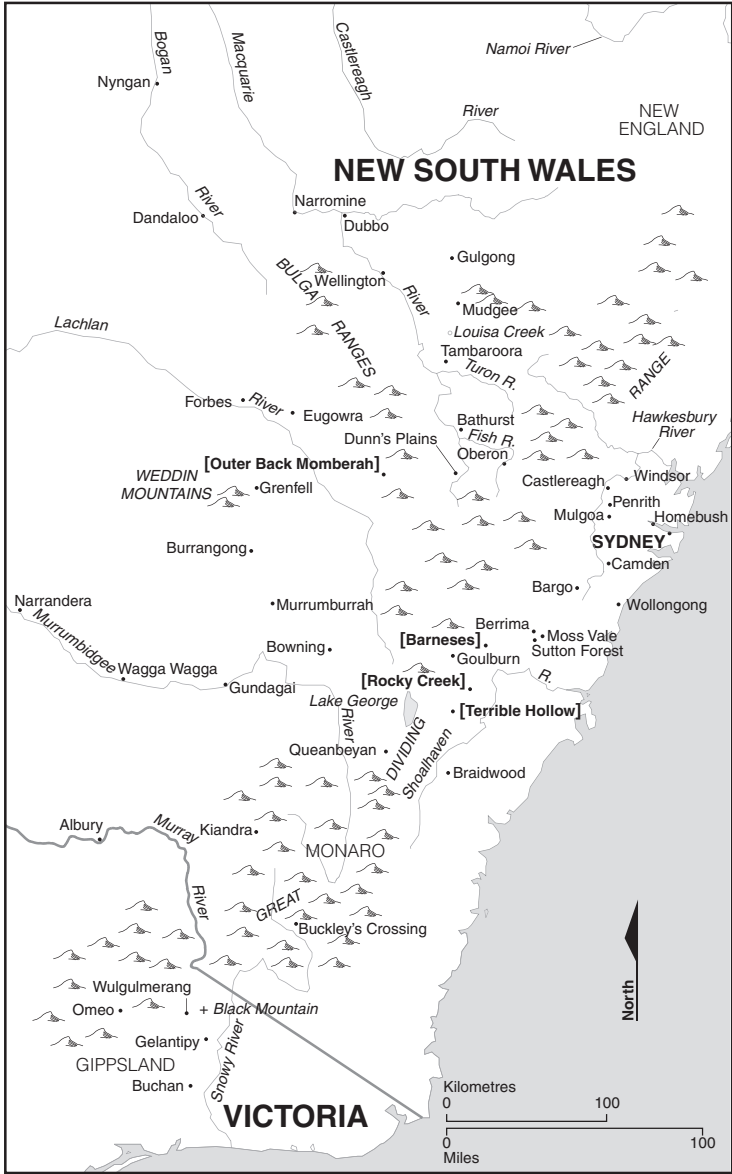 Bogan
Macquarie
Castlereagh
Namoi River
Nyngan
River
NEW
ENGLAND
NEW SOUTH WALES
River
Narromine
Dandaloo
Dubbo
Gulgong
BULGA
Wellington
River
Mudgee
Louisa Creek
Lachlan
RANGES
Tambaroora
Turon R.
RANGE
Forbes
River
Eugowra
Bathurst
Hawkesbury
River
Fish R.
Dunn's Plains
Oberon
[Outer Back Momberah]
WEDDIN
MOUNTAINS
Grenfell
Castlereagh
Windsor
Penrith
Mulgoa
Homebush
SYDNEY
Burrangong
Camden
Bargo
Narrandera
Murrumburrah
Wollongong
Murrumbidgee
Berrima
Moss Vale
[Barneses]
Sutton Forest
Bowning
Goulburn
Wagga Wagga
R.
[Rocky Creek]
Gundagai
Lake George
River
[Terrible Hollow]
DIVIDING
Shoalhaven
Queanbeyan
Braidwood
Albury
Murray
Kiandra
MONARO
River
GREAT
Buckley's Crossing
Wulgulmerang
Omeo
+ Black Mountain
North
Gelantipy
Snowy River
GIPPSLAND
Buchan
VICTORIA
Kilometres
0 100
0 100
Miles